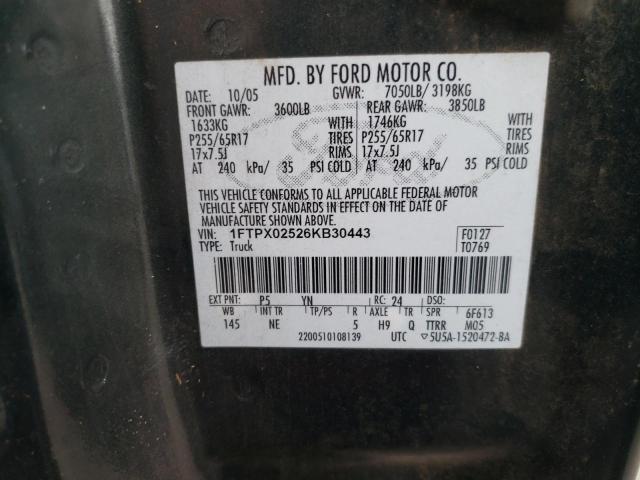 MFD. BY FORD MOTOR CO.
DATE: 10/05 GVWR: 7050LB/ 3198KG
FRONT GAWR: 3600LB REAR GAWR: 3850LB
1633KG WITH 1746KG WITH
P255/65R17 TIRES P255/65R17 TIRES
17x7.5J RIMS 17x7.5J RIMS
AT 240 kPa/ 35 PSI COLD AT 240 kPa/ 35 PSI COLD
THIS VEHICLE CONFORMS TO ALL APPLICABLE FEDERAL MOTOR
VEHICLE SAFETY STANDARDS IN EFFECT ON THE DATE OF
MANUFACTURE SHOWN ABOVE.
VIN: 1FTPX02526KB30443 F0127
TYPE: Truck T0769
EXT PNT: P5 YN RC: 24 DSO:
WB INT TR TP/PS R AXLE TR SPR 6F613
145 NE 5 H9 Q TTRR M05
2200510108139 UTC ▽5U5A-1520472-BA
Ford